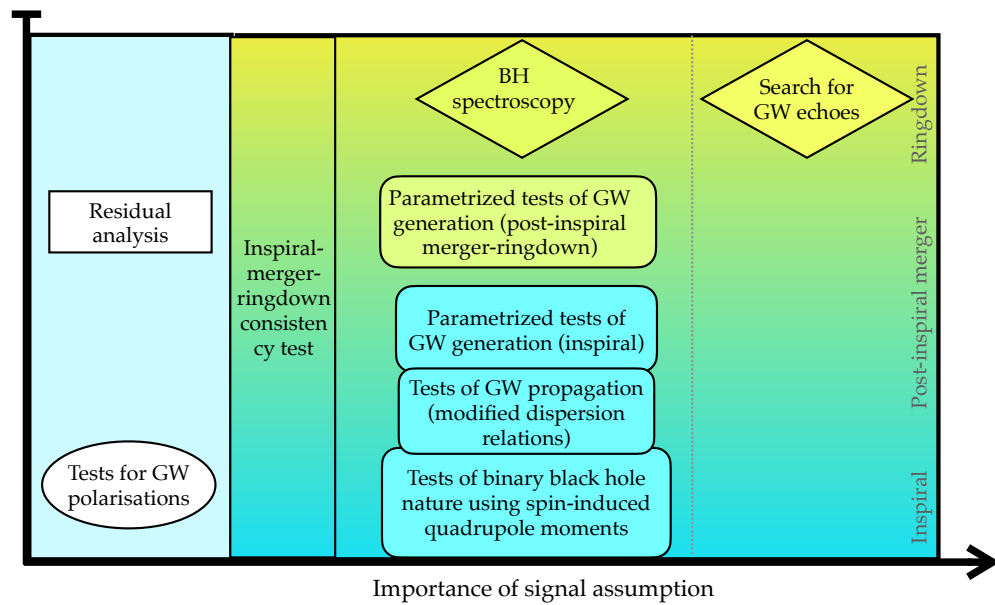 BH
spectroscopy
Search for
GW echoes
Ringdown
Residual
analysis
Inspiral-
merger-
ringdown
consisten
cy test
Parametrized tests of GW
generation (post-inspiral
merger-ringdown)
Post-inspiral merger
Parametrized tests of
GW generation (inspiral)
Tests of GW propagation
(modified dispersion
relations)
Tests for GW
polarisations
Tests of binary black hole
nature using spin-induced
quadrupole moments
Inspiral
Importance of signal assumption